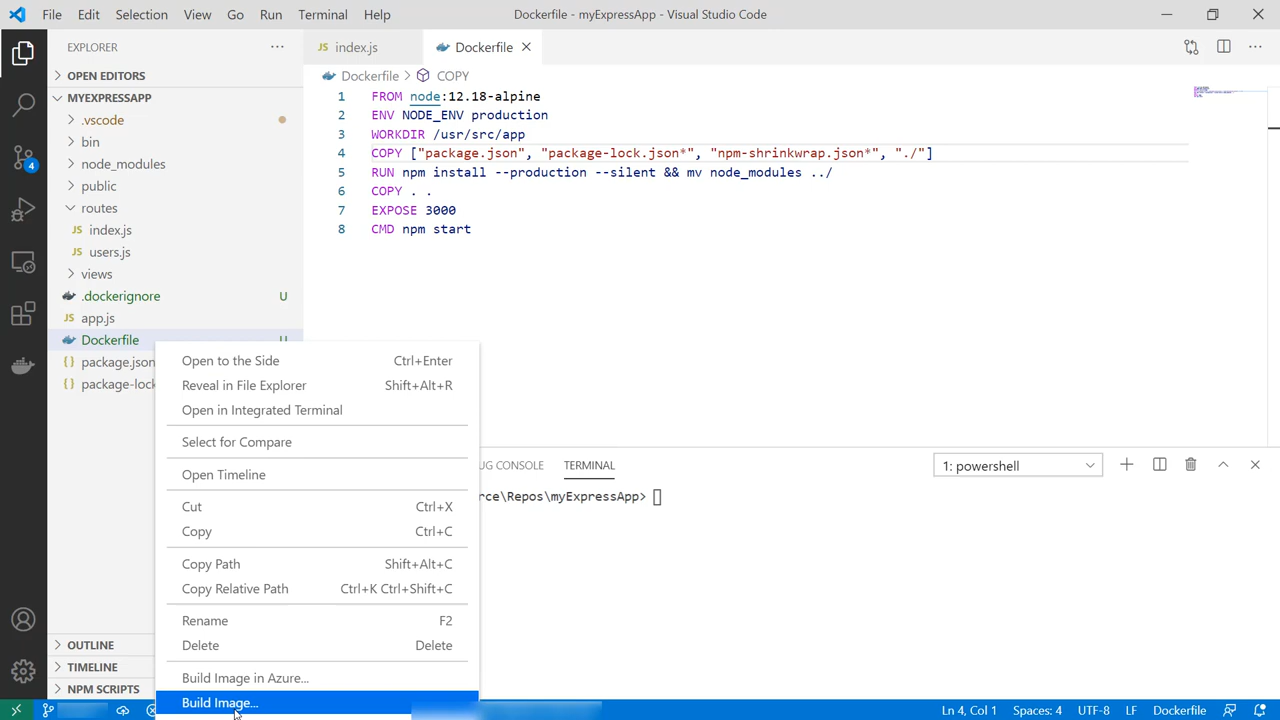 File Edit Selection View Go Run Terminal Help Dockerfile - myExpressApp - Visual Studio Code
EXPLORER
index.js
Dockerfile
OPEN EDITORS
Dockerfile > COPY
MYEXPRESSAPP
.vscode
bin
node_modules
public
routes
JS index.js
JS users.js
views
.dockerignore U
JS app.js
Dockerfile U
{} package.json
{} package-lock
OUTLINE
TIMELINE
NPM SCRIPTS
4
JS
1 FROM node:12.18-alpine
2 ENV NODE_ENV production
3 WORKDIR /usr/src/app
4 COPY ["package.json", "package-lock.json*", "npm-shrinkwrap.json*", "./"]
5 RUN npm install --production --silent && mv node_modules ../
6 COPY . .
7 EXPOSE 3000
8 CMD npm start
Open to the Side Ctrl+Enter
Reveal in File Explorer Shift+Alt+R
Open in Integrated Terminal
Select for Compare
Open Timeline
Cut Ctrl+X
Copy Ctrl+C
Copy Path Shift+Alt+C
Copy Relative Path Ctrl+K Ctrl+Shift+C
Rename F2
Delete Delete
Build Image in Azure...
Build Image...
UG CONSOLE TERMINAL 1: powershell
rce\Repos\myExpressApp>
Ln 4, Col 1 Spaces: 4 UTF-8 LF Dockerfile